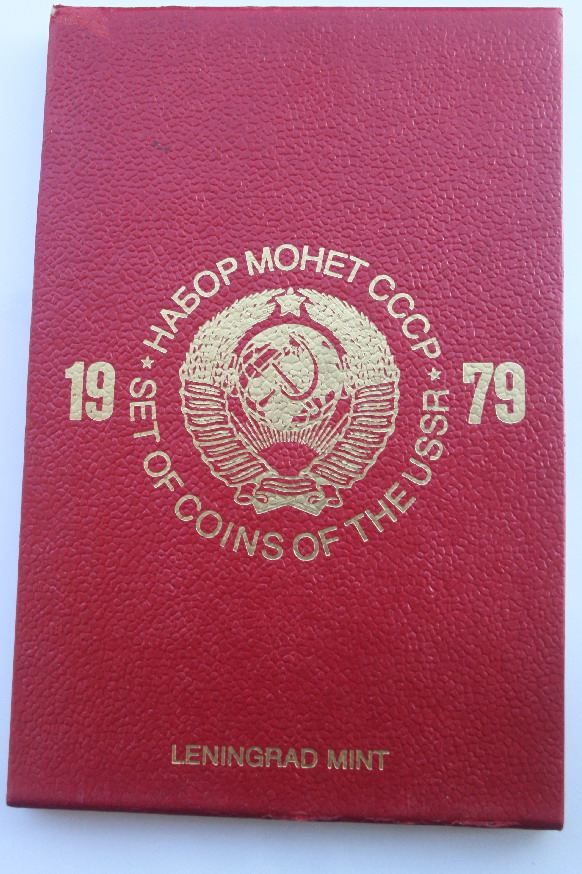 НАБОР МОНЕТ СССР
19 79
SET OF COINS OF THE USSR
LENINGRAD MINT